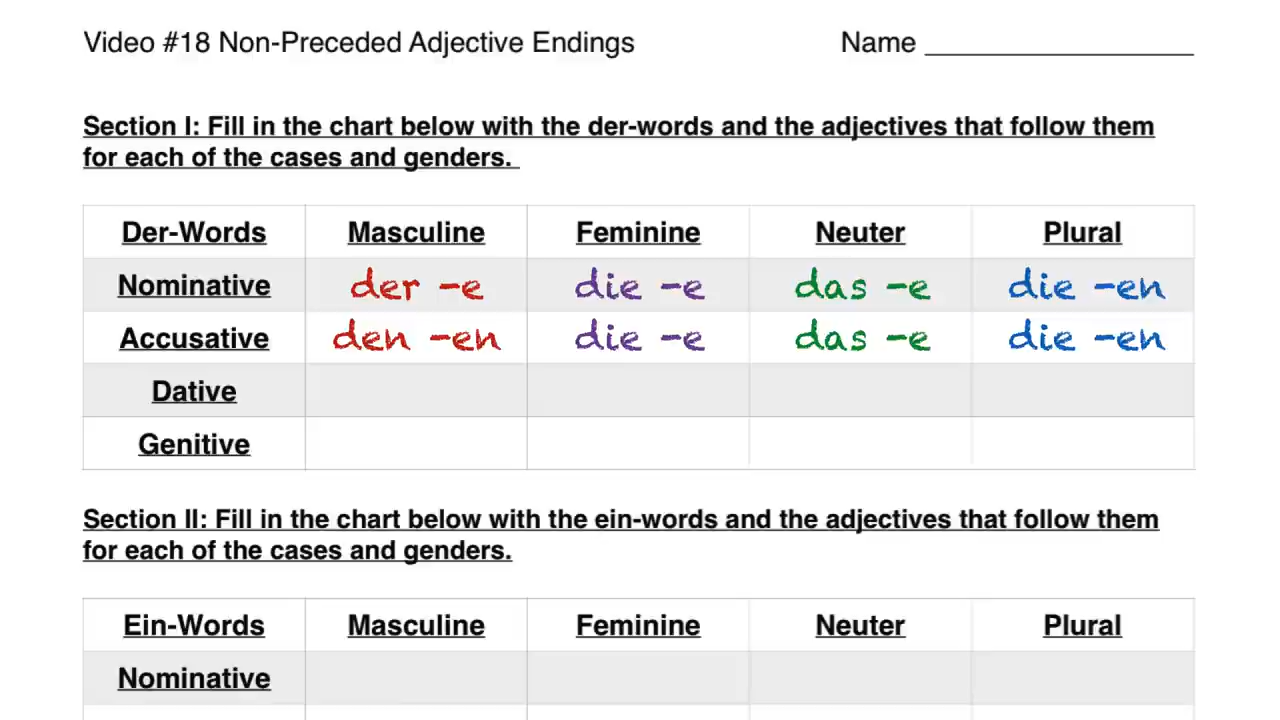 Video #18 Non-Preceded Adjective Endings Name
Section I: Fill in the chart below with the der-words and the adjectives that follow them
for each of the cases and genders.
Der-Words Masculine Feminine Neuter Plural
Nominative der -e die -e das -e die -en
Accusative den -en die -e das -e die -en
Dative
Genitive
Section II: Fill in the chart below with the ein-words and the adjectives that follow them
for each of the cases and genders.
Ein-Words Masculine Feminine Neuter Plural
Nominative